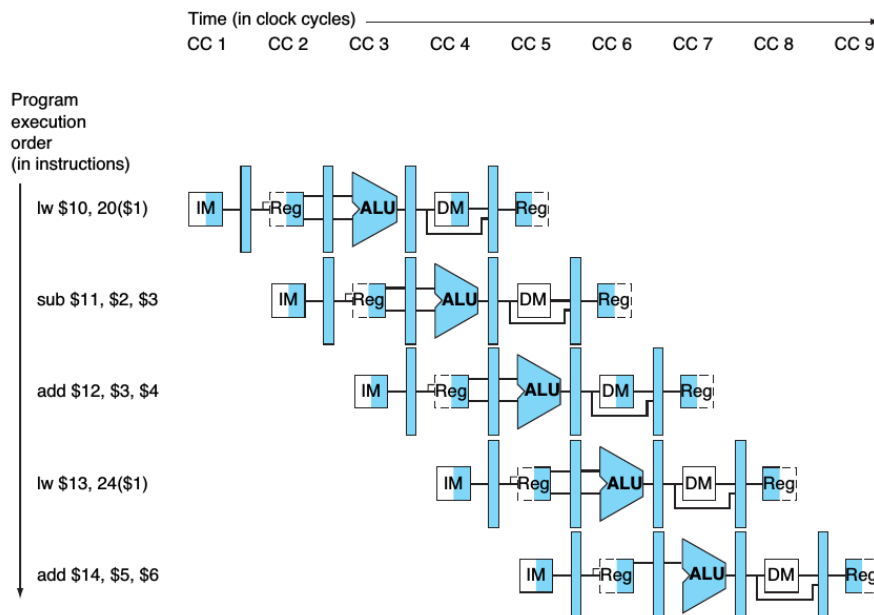 Time (in clock cycles)
CC 1 CC 2 CC 3 CC 4 CC 5 CC 6 CC 7 CC 8 CC 9
Program
execution
order
(in instructions)
lw $10, 20($1) IM Reg ALU DM Reg
sub $11, $2, $3 IM Reg ALU DM Reg
add $12, $3, $4 IM Reg ALU DM Reg
lw $13, 24($1) IM Reg ALU DM Reg
add $14, $5, $6 IM Reg ALU DM Reg